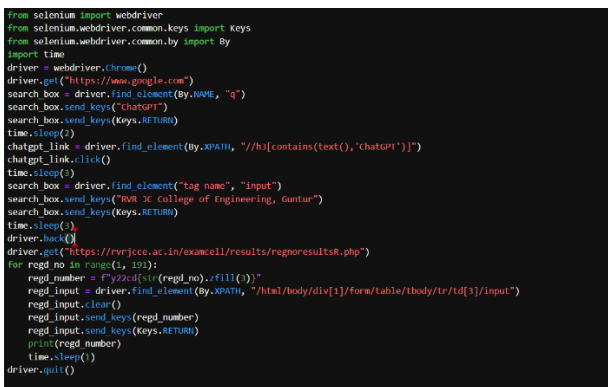 from selenium import webdriver
from selenium.webdriver.common.keys import Keys
from selenium.webdriver.common.by import By
import time
driver = webdriver.Chrome()
driver.get("https://www.google.com")
search_box = driver.find_element(By.NAME, "q")
search_box.send_keys("ChatGPT")
search_box.send_keys(Keys.RETURN)
time.sleep(2)
chatgpt_link = driver.find_element(By.XPATH, "//h3[contains(text(),'ChatGPT')]")
chatgpt_link.click()
time.sleep(3)
search_box = driver.find_element("tag name", "input")
search_box.send_keys("RVR JC College of Engineering, Guntur")
search_box.send_keys(Keys.RETURN)
time.sleep(3)
driver.back()
driver.get("https://rvrjcce.ac.in/examcell/results/regnoresultsR.php")
for regd_no in range(1, 191):
    regd_number = f"y22cd{str(regd_no).zfill(3)}"
    regd_input = driver.find_element(By.XPATH, "/html/body/div[1]/form/table/tbody/tr/td[3]/input")
    regd_input.clear()
    regd_input.send_keys(regd_number)
    regd_input.send_keys(Keys.RETURN)
    print(regd_number)
    time.sleep(1)
driver.quit()